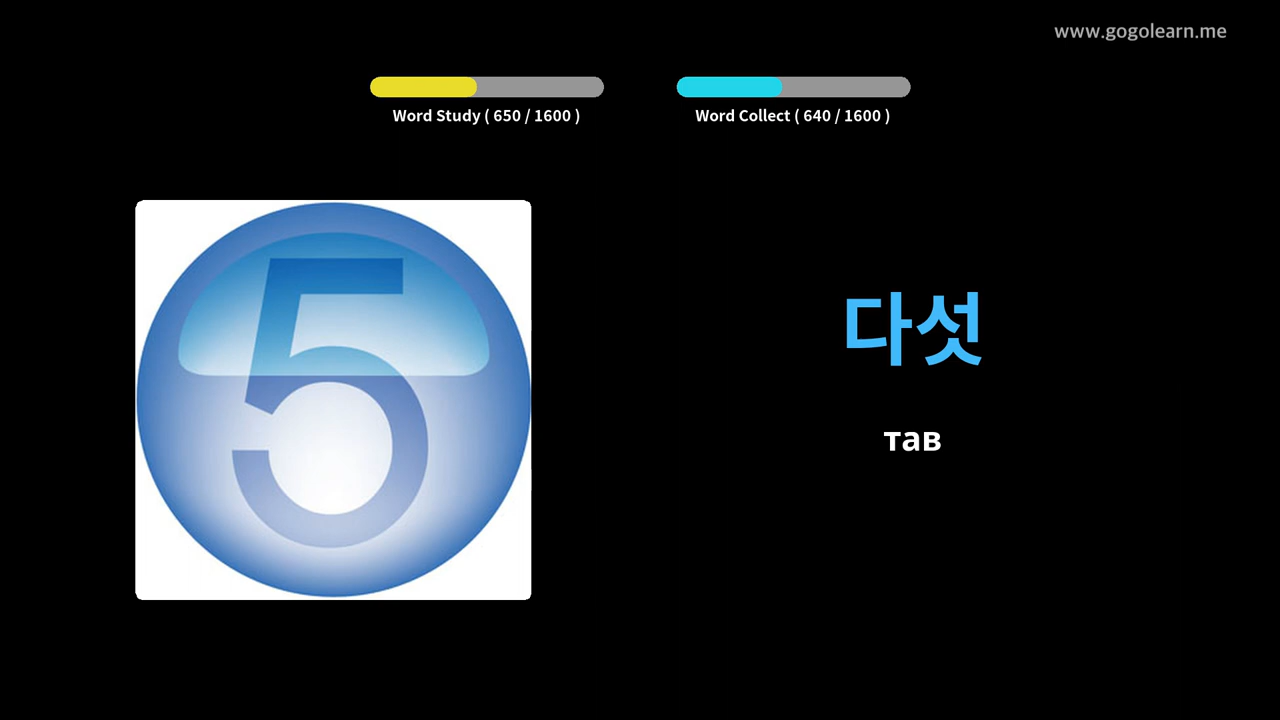 www.gogolearn.me
Word Study ( 650 / 1600 )
Word Collect ( 640 / 1600 )
5
다섯
тав